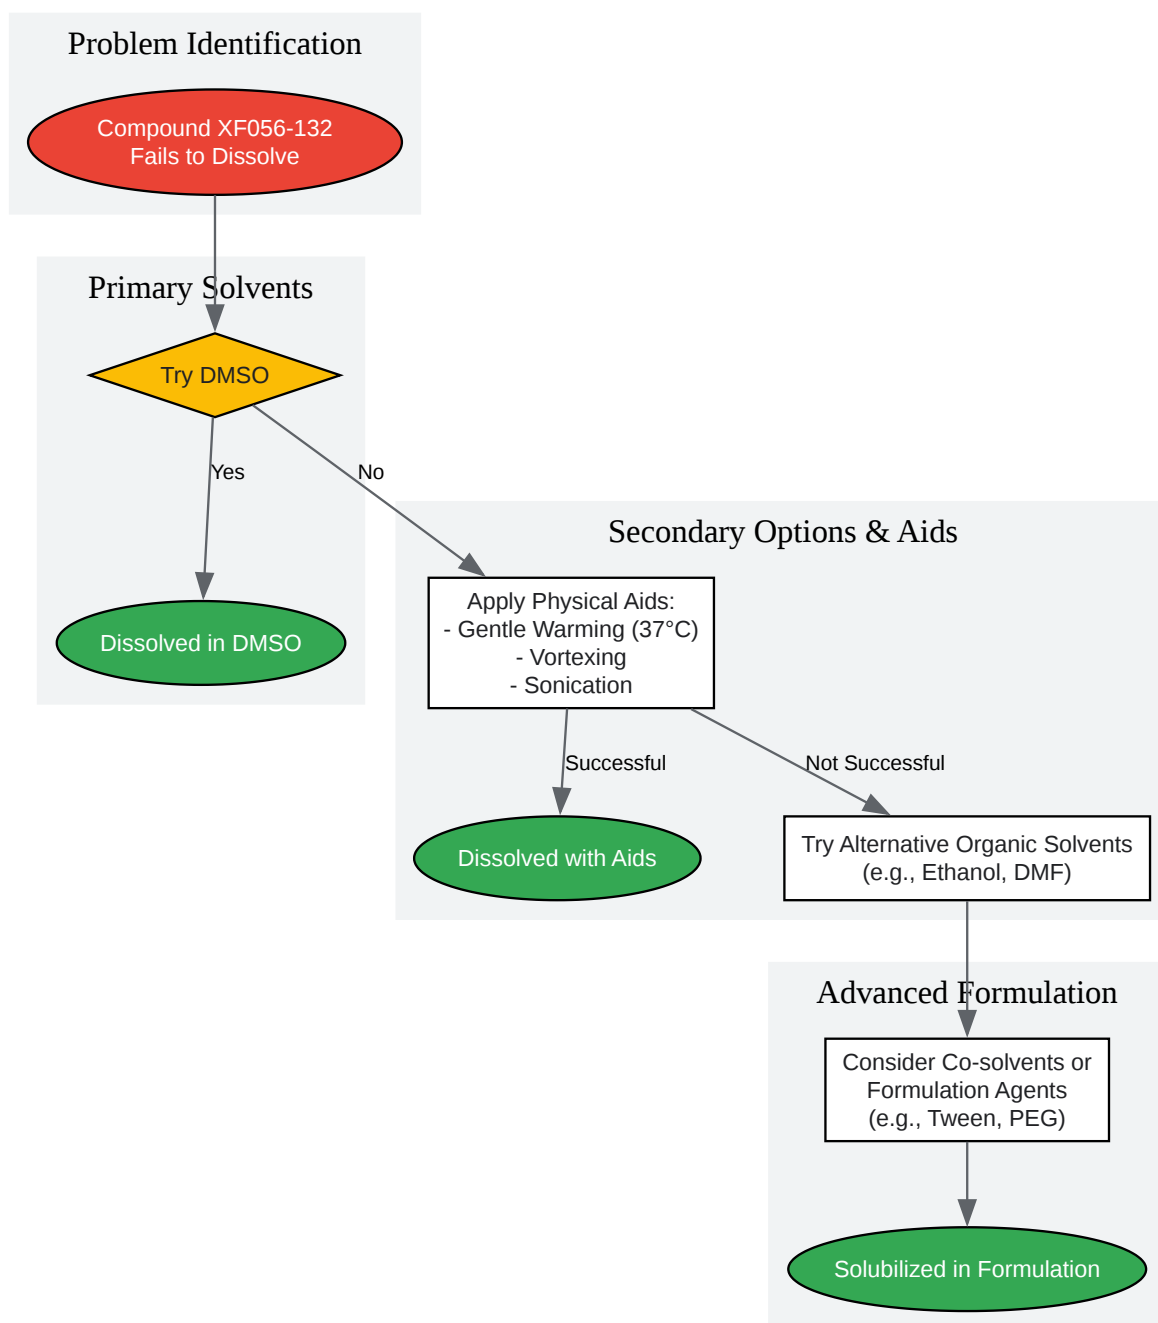 Problem Identification
Compound XF056-132
Fails to Dissolve
Primary Solvents
Try DMSO
Yes
No
Dissolved in DMSO
Secondary Options & Aids
Apply Physical Aids:
- Gentle Warming (37°C)
- Vortexing
- Sonication
Successful
Not Successful
Dissolved with Aids
Try Alternative Organic Solvents
(e.g., Ethanol, DMF)
Advanced Formulation
Consider Co-solvents or
Formulation Agents
(e.g., Tween, PEG)
Solubilized in Formulation